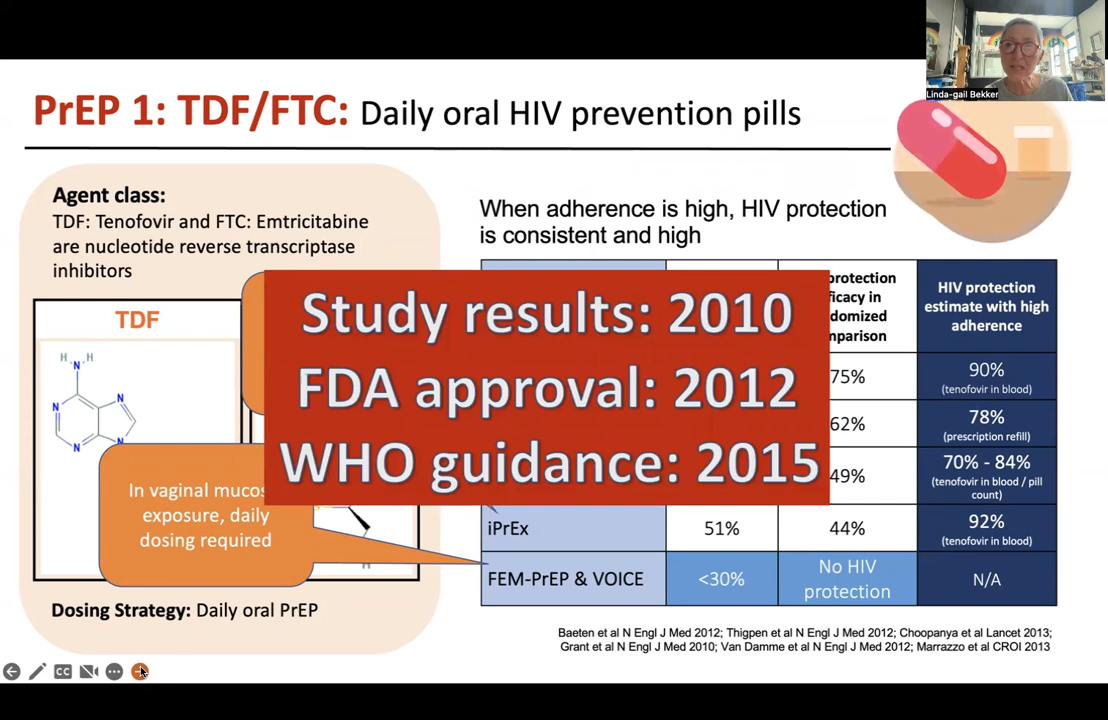 Linda-gail Bekker
PrEP 1: TDF/FTC: Daily oral HIV prevention pills
Agent class:
TDF: Tenofovir and FTC: Emtricitabine
are nucleotide reverse transcriptase
inhibitors
TDF
H H
N
N
N
N
N
In vaginal mucos
exposure, daily
dosing required
H
Dosing Strategy: Daily oral PrEP
When adherence is high, HIV protection
is consistent and high
Study results: 2010
FDA approval: 2012
WHO guidance: 2015
protection
ficacy in
domized
mparison
HIV protection
estimate with high
adherence
75%
90%
(tenofovir in blood)
62%
78%
(prescription refill)
49%
70% - 84%
(tenofovir in blood / pill
count)
iPrEx
51%
44%
92%
(tenofovir in blood)
FEM-PrEP & VOICE
<30%
No HIV
protection
N/A
Baeten et al N Engl J Med 2012; Thigpen et al N Engl J Med 2012; Choopanya et al Lancet 2013;
Grant et al N Engl J Med 2010; Van Damme et al N Engl J Med 2012; Marrazzo et al CROI 2013
CC